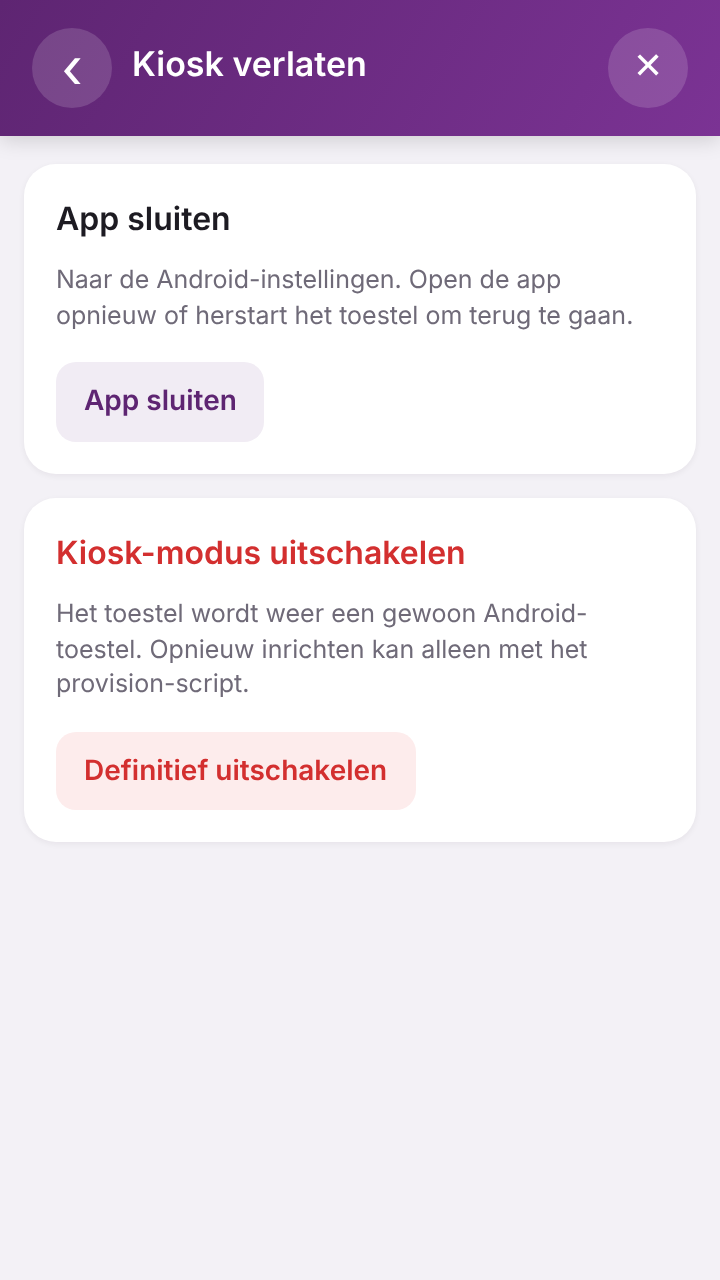 Kiosk verlaten
App sluiten
Naar de Android-instellingen. Open de app
opnieuw of herstart het toestel om terug te gaan.
App sluiten
Kiosk-modus uitschakelen
Het toestel wordt weer een gewoon Android-
toestel. Opnieuw inrichten kan alleen met het
provision-script.
Definitief uitschakelen